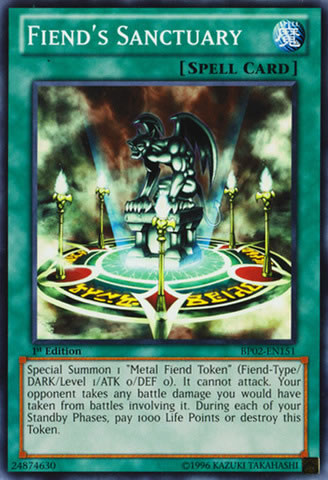 Fiend's Sanctuary
魔
[Spell Card]
1st Edition
BP02-EN151
Special Summon 1 "Metal Fiend Token" (Fiend-Type/
DARK/Level 1/ATK 0/DEF 0). It cannot attack. Your
opponent takes any battle damage you would have
taken from battles involving it. During each of your
Standby Phases, pay 1000 Life Points or destroy this
Token.
24874630
©1996 KAZUKI TAKAHASHI